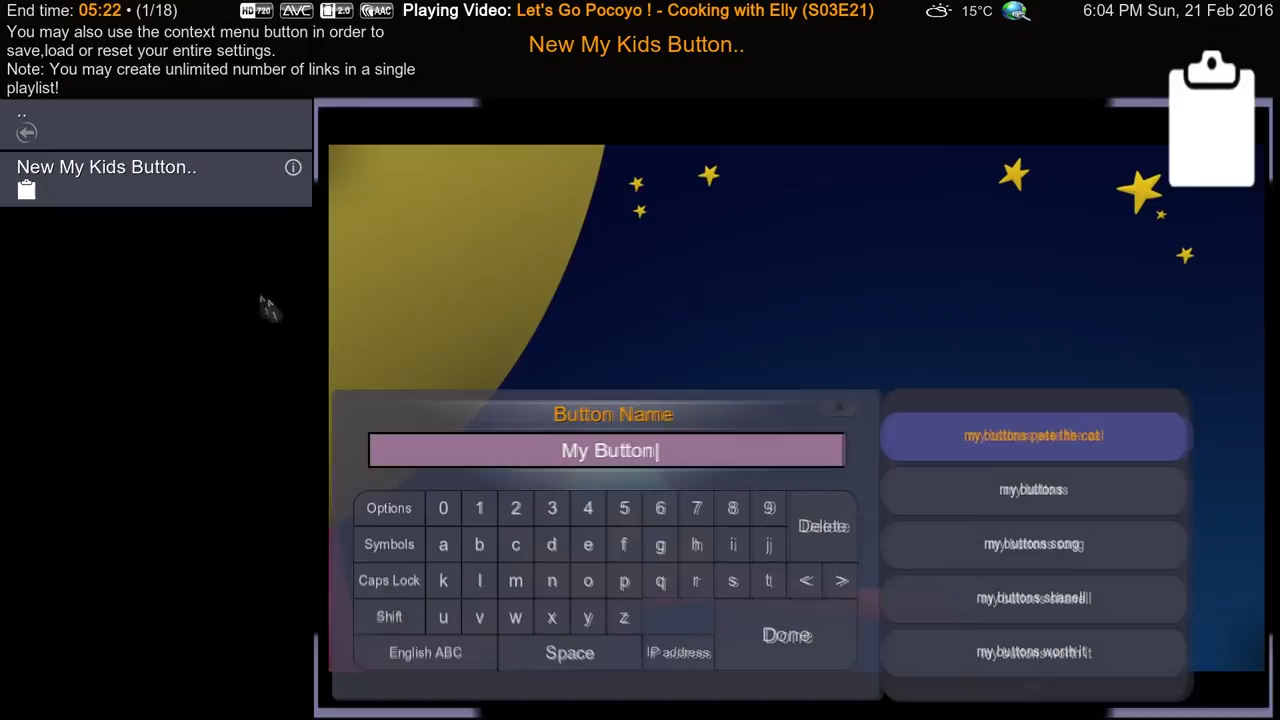 End time: 05:22 • (1/18)
HD 720 AVC 2.0 AAC
Playing Video: Let's Go Pocoyo ! - Cooking with Elly (S03E21)
15°C
6:04 PM Sun, 21 Feb 2016
You may also use the context menu button in order to
save,load or reset your entire settings.
Note: You may create unlimited number of links in a single
playlist!
New My Kids Button..
..
New My Kids Button..
Button Name
My Button
Options 0 1 2 3 4 5 6 7 8 9 Delete
Symbols a b c d e f g h i j
Caps Lock k l m n o p q r s t < >
Shift u v w x y z Done
English ABC Space IP address
my buttons pete the cat
my buttons
my buttons song
my buttons shanell
my buttons worth it